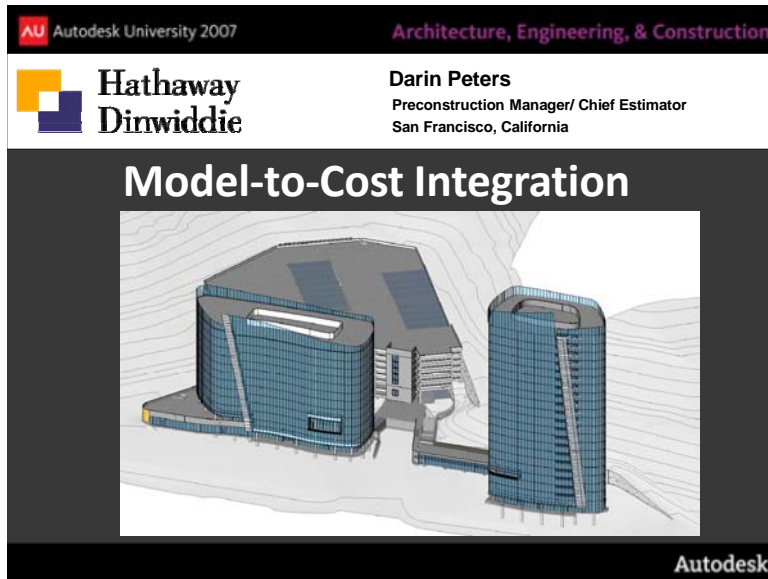 AU Autodesk University 2007
Architecture, Engineering, & Construction
Hathaway
Dinwiddie
Darin Peters
Preconstruction Manager/ Chief Estimator
San Francisco, California
Model-to-Cost Integration
Autodesk